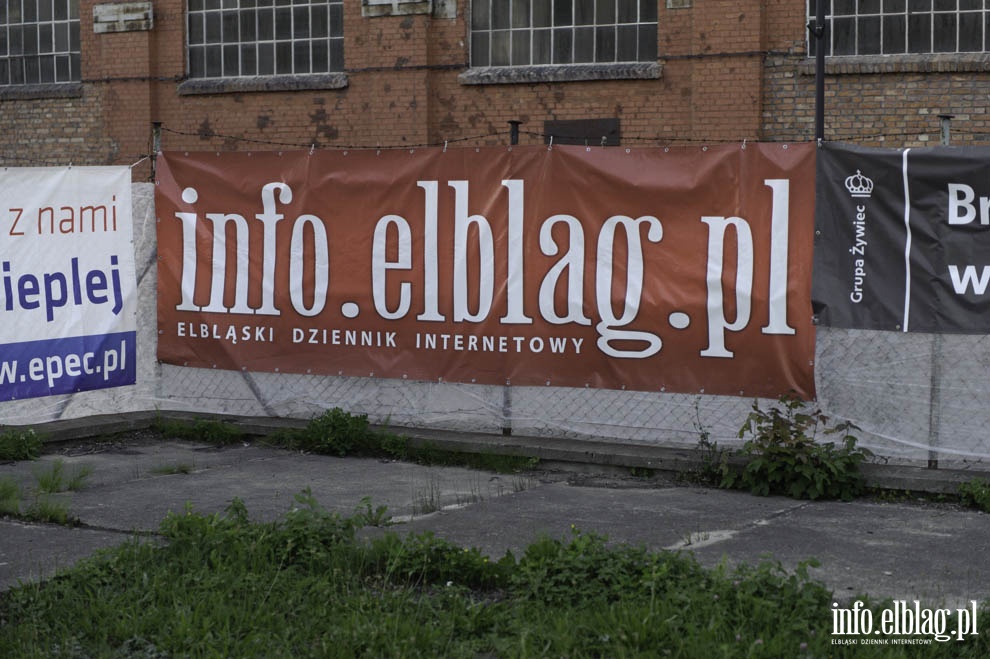 z nami
ieplej
w.epec.pl
info.elblag.pl
ELBLĄSKI DZIENNIK INTERNETOWY
Grupa Żywiec
Br
w
info.elblag.pl
ELBLĄSKI DZIENNIK INTERNETOWY